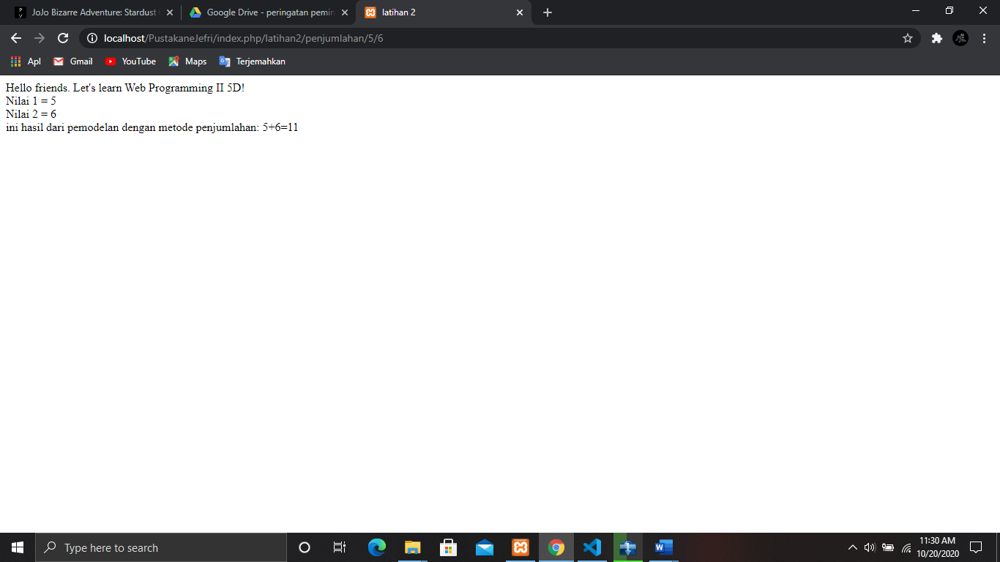 JoJo Bizarre Adventure: Stardust
Google Drive - peringatan pemin
latihan 2
localhost/PustakaneJefri/index.php/latihan2/penjumlahan/5/6
Apl Gmail YouTube Maps Terjemahkan
Hello friends. Let's learn Web Programming II 5D!
Nilai 1 = 5
Nilai 2 = 6
ini hasil dari pemodelan dengan metode penjumlahan: 5+6=11
Type here to search
11:30 AM
10/20/2020